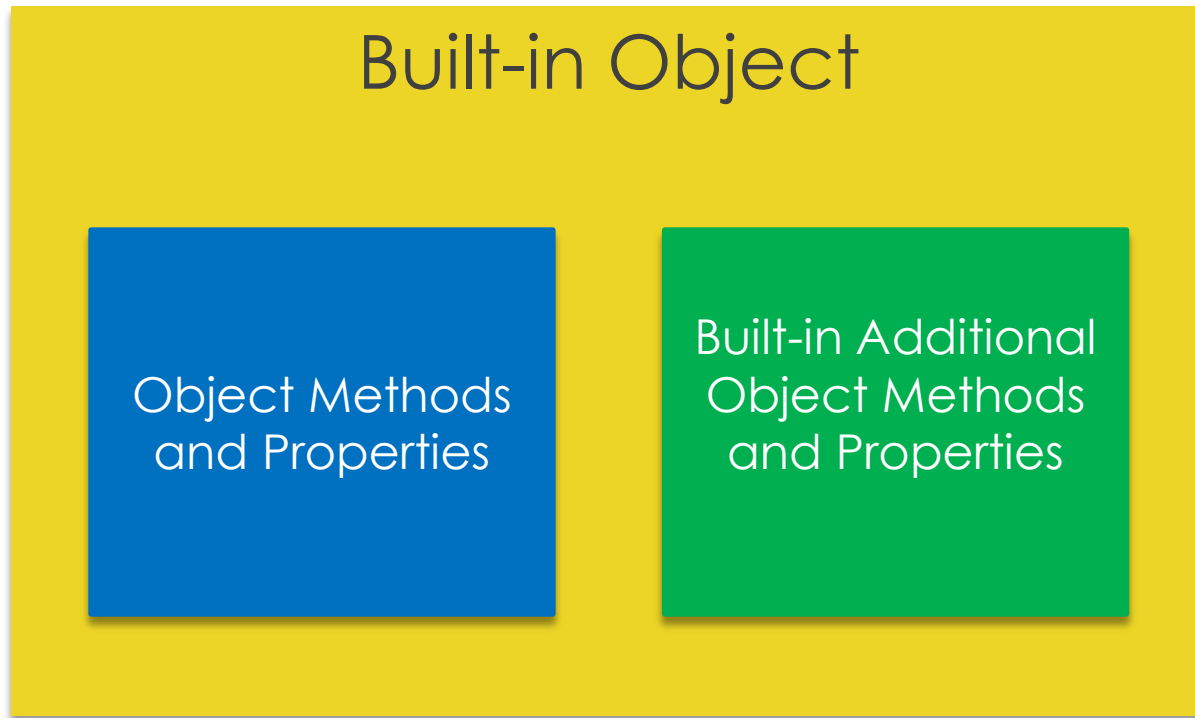 Built-in Object
Object Methods
and Properties
Built-in Additional
Object Methods
and Properties